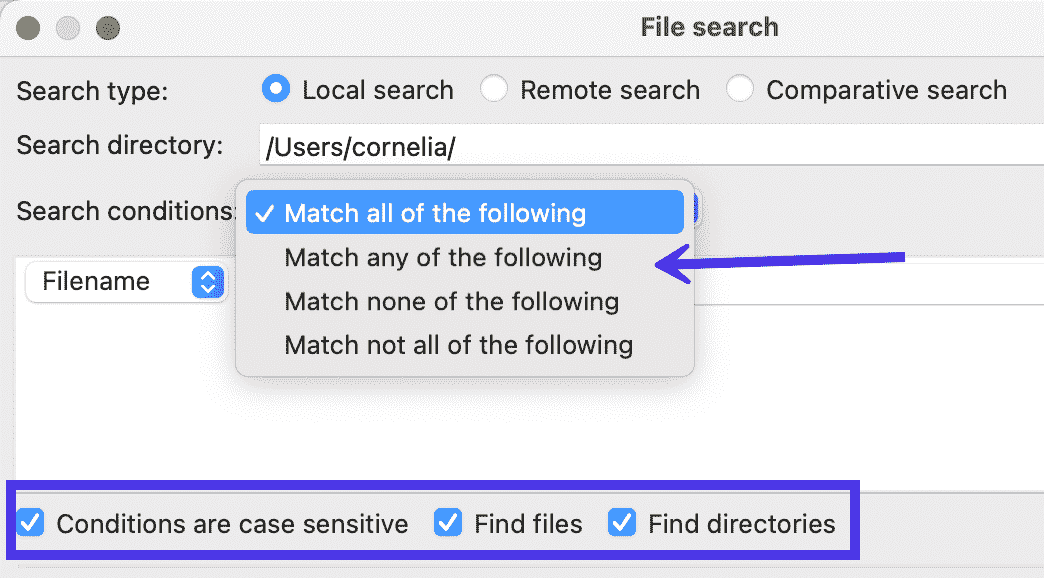 File search
Search type: Local search Remote search Comparative search
Search directory: /Users/cornelia/
Search conditions: Match all of the following
Match any of the following
Filename
Match none of the following
Match not all of the following
Conditions are case sensitive Find files Find directories